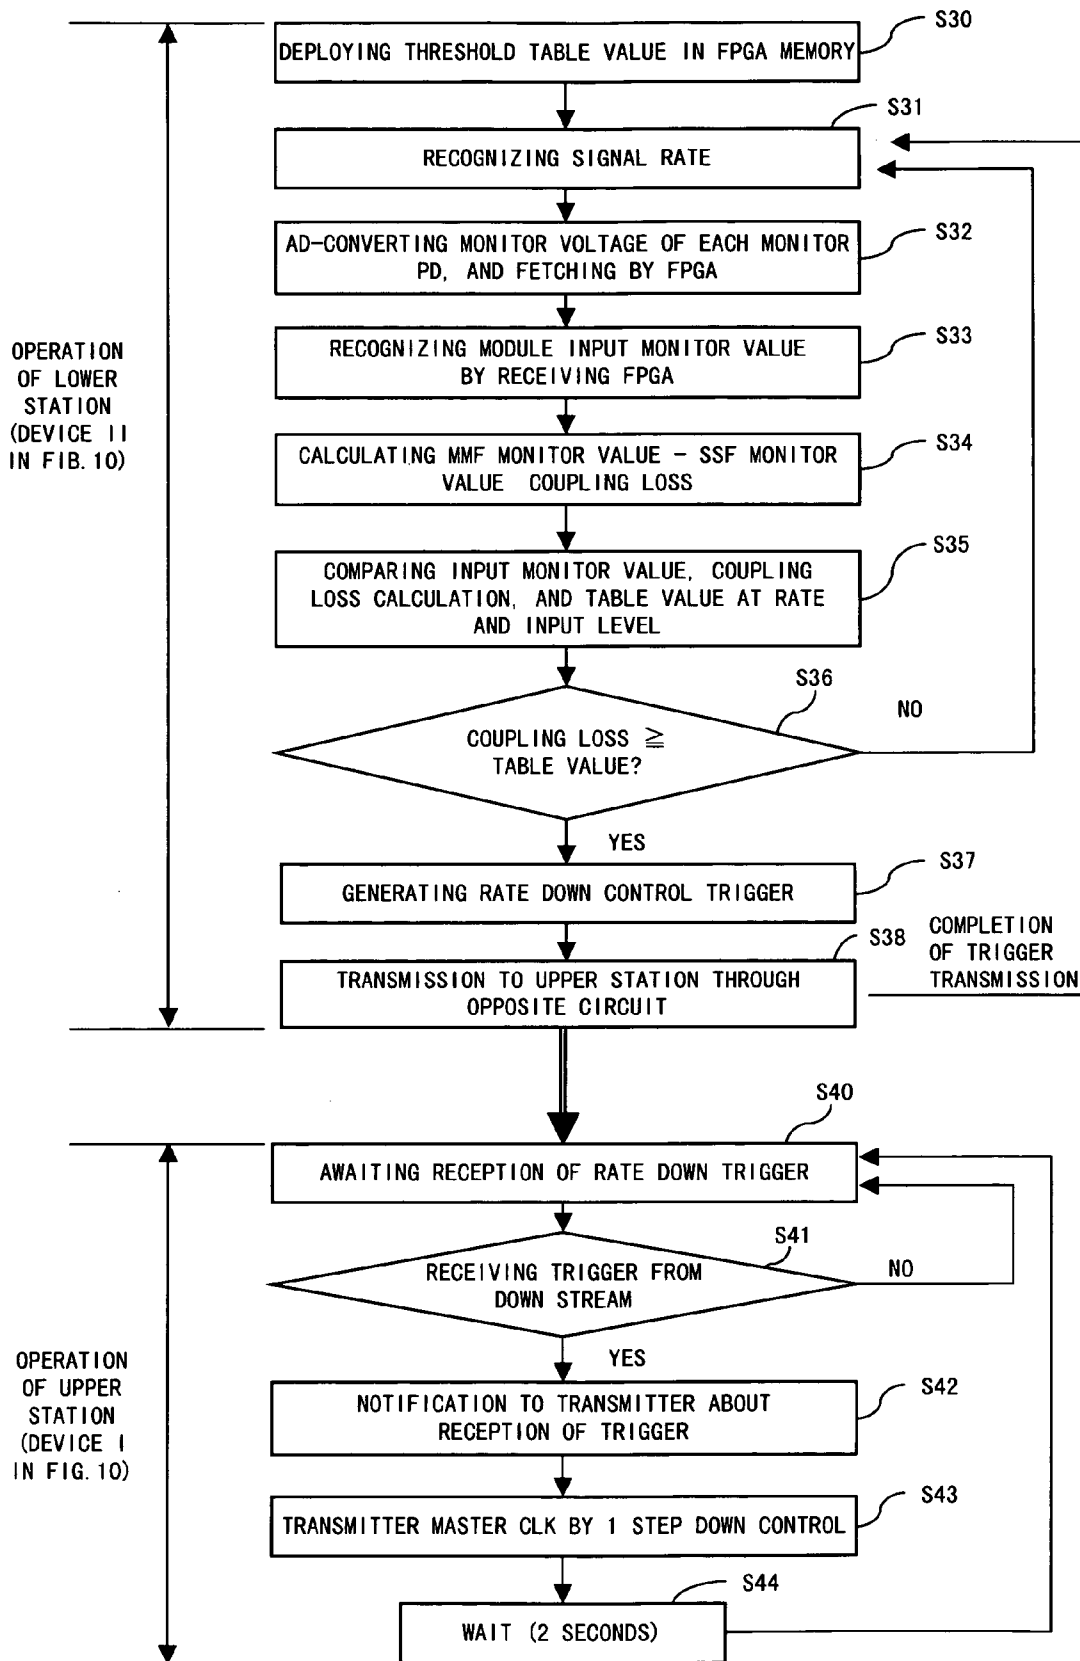 S30
DEPLOYING THRESHOLD TABLE VALUE IN FPGA MEMORY
S31
RECOGNIZING SIGNAL RATE
S32
AD-CONVERTING MONITOR VOLTAGE OF EACH MONITOR
PD, AND FETCHING BY FPGA
S33
RECOGNIZING MODULE INPUT MONITOR VALUE
BY RECEIVING FPGA
OPERATION
OF LOWER
STATION
(DEVICE II
IN FIB. 10)
S34
CALCULATING MMF MONITOR VALUE - SSF MONITOR
VALUE COUPLING LOSS
S35
COMPARING INPUT MONITOR VALUE, COUPLING
LOSS CALCULATION, AND TABLE VALUE AT RATE
AND INPUT LEVEL
S36
NO
COUPLING LOSS ≧
TABLE VALUE?
YES
S37
GENERATING RATE DOWN CONTROL TRIGGER
S38
COMPLETION
OF TRIGGER
TRANSMISSION
TRANSMISSION TO UPPER STATION THROUGH
OPPOSITE CIRCUIT
S40
AWAITING RECEPTION OF RATE DOWN TRIGGER
S41
NO
RECEIVING TRIGGER FROM
DOWN STREAM
YES
OPERATION
OF UPPER
STATION
(DEVICE I
IN FIG. 10)
S42
NOTIFICATION TO TRANSMITTER ABOUT
RECEPTION OF TRIGGER
S43
TRANSMITTER MASTER CLK BY 1 STEP DOWN CONTROL
S44
WAIT (2 SECONDS)